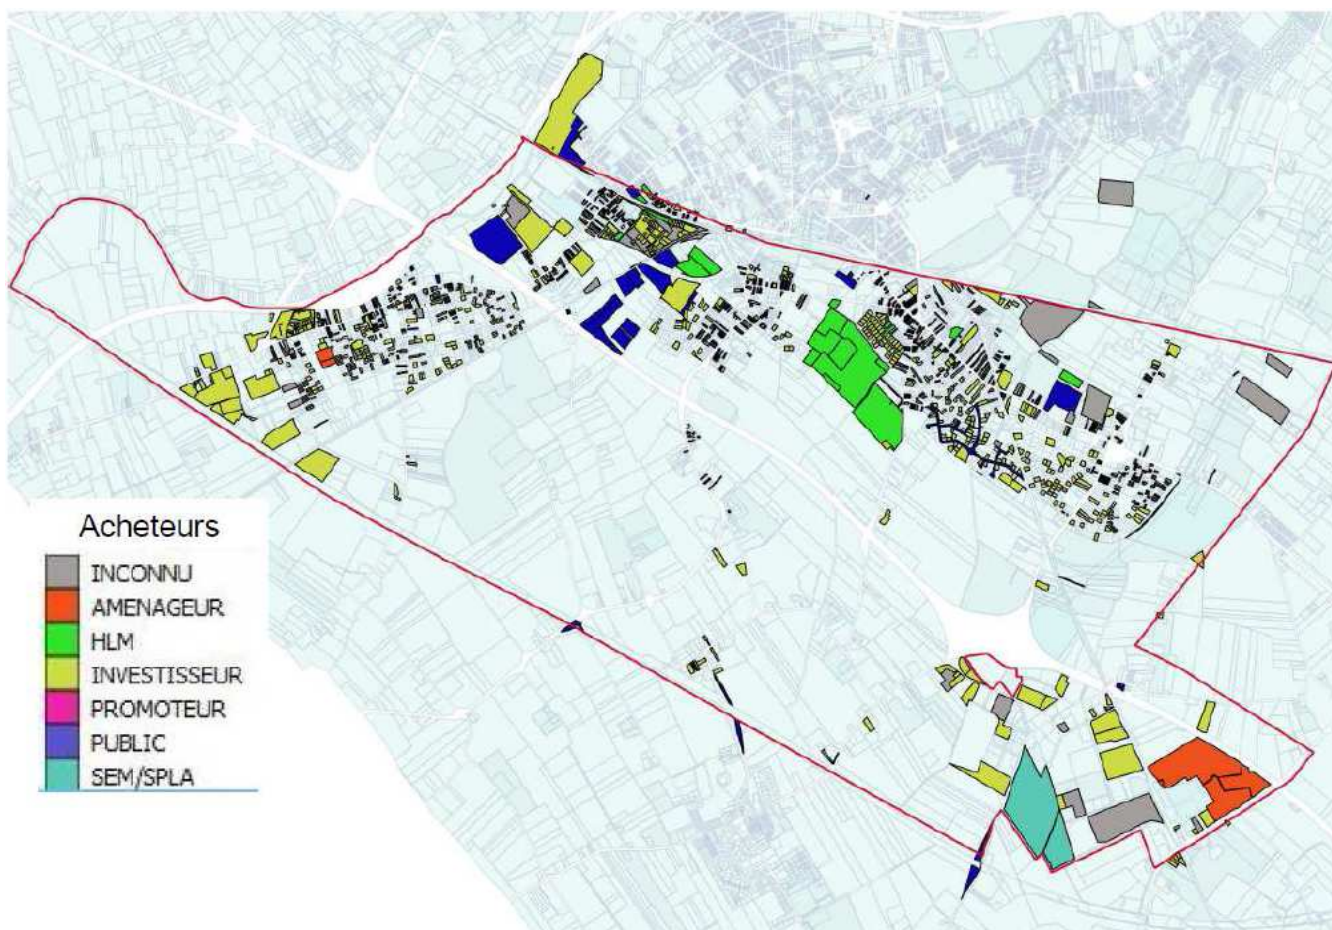 Acheteurs
INCONNU
AMENAGEUR
HLM
INVESTISSEUR
PROMOTEUR
PUBLIC
SEM/SPLA